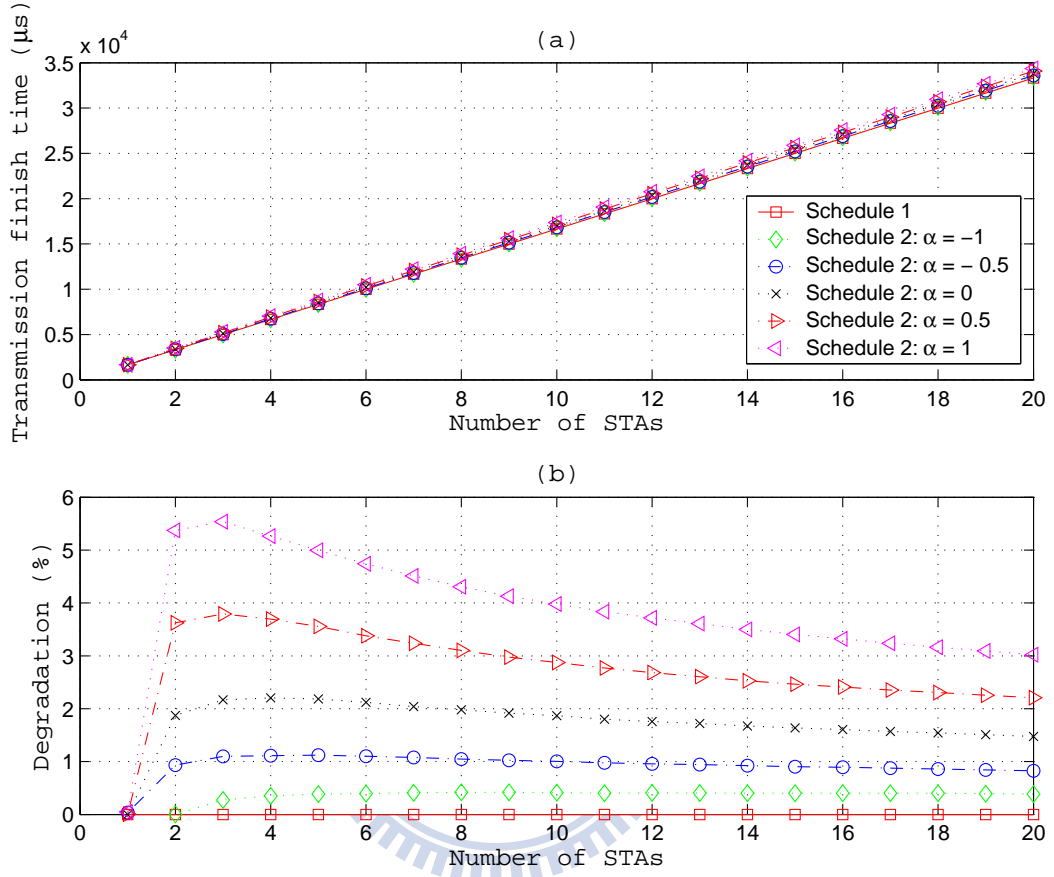 (a)
x 10^4
Transmission finish time (μs)
3.5
3
2.5
2
1.5
1
0.5
0
0 2 4 6 8 10 12 14 16 18 20
Number of STAs
Schedule 1
Schedule 2: α = −1
Schedule 2: α = − 0.5
Schedule 2: α = 0
Schedule 2: α = 0.5
Schedule 2: α = 1
(b)
Degradation (%)
6
5
4
3
2
1
0
0 2 4 6 8 10 12 14 16 18 20
Number of STAs